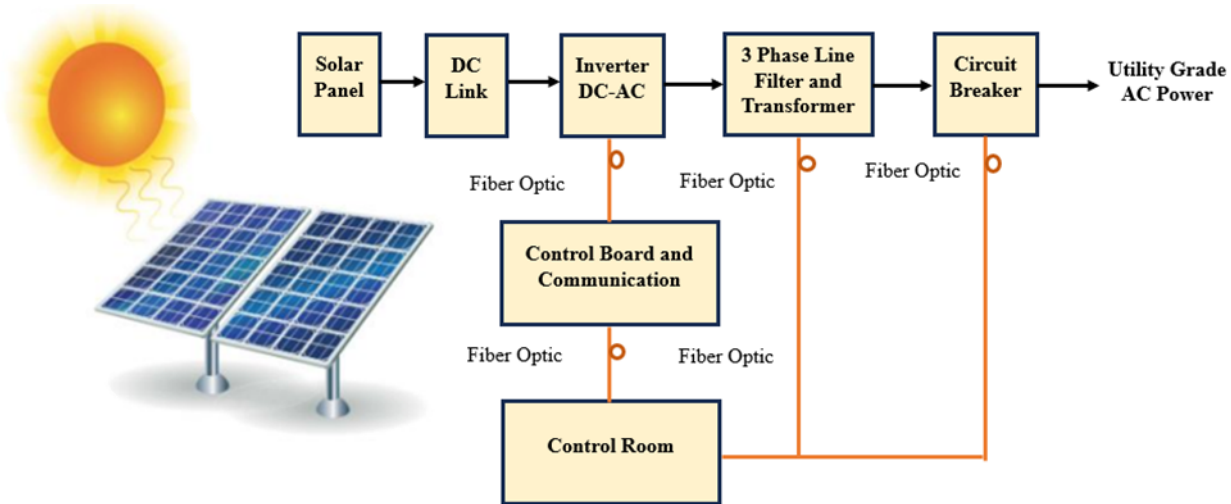 Solar
Panel
DC
Link
Inverter
DC-AC
3 Phase Line
Filter and
Transformer
Circuit
Breaker
Utility Grade
AC Power
Fiber Optic
Fiber Optic
Fiber Optic
Control Board and
Communication
Fiber Optic
Fiber Optic
Control Room